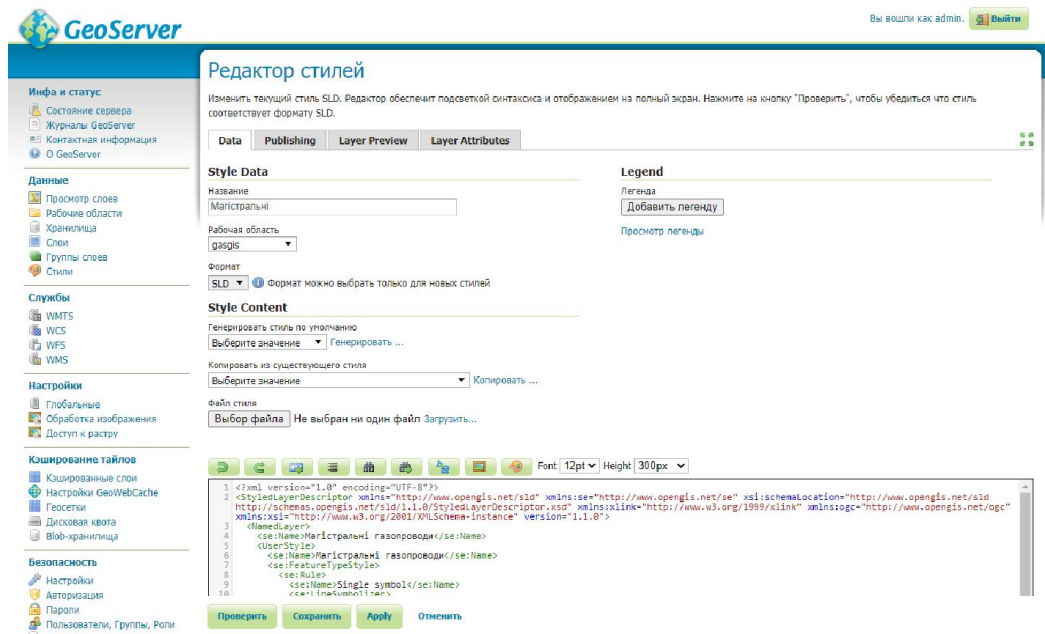 GeoServer
Вы вошли как admin.
Выйти
Инфа и статус
Состояние сервера
Журналы GeoServer
Контактная информация
О GeoServer
Данные
Просмотр слоев
Рабочие области
Хранилища
Слои
Группы слоев
Стили
Службы
WMTS
WCS
WFS
WMS
Настройки
Глобальные
Обработка изображения
Доступ к растру
Кэширование тайлов
Кэшированные слои
Настройки GeoWebCache
Геосетки
Дисковая квота
Blob-хранилища
Безопасность
Настройки
Авторизация
Пароли
Пользователи, Группы, Роли
Редактор стилей
Изменить текущий стиль SLD. Редактор обеспечит подсветкой синтаксиса и отображением на полный экран. Нажмите на кнопку "Проверить", чтобы убедиться что стиль
соответствует формату SLD.
Data Publishing Layer Preview Layer Attributes
Style Data
Название
Магістральні
Рабочая область
gasgis
Формат
SLD Формат можно выбрать только для новых стилей
Legend
Легенда
Добавить легенду
Просмотр легенды
Style Content
Генерировать стиль по умолчанию
Выберите значение Генерировать ...
Копировать из существующего стиля
Выберите значение Копировать ...
Файл стиля
Выбор файла Не выбран ни один файл Загрузить...
Font 12pt Height 300px
1 <?xml version="1.0" encoding="UTF-8"?>
2 <StyledLayerDescriptor xmlns="http://www.opengis.net/sld" xmlns:se="http://www.opengis.net/se" xsi:schemaLocation="http://www.opengis.net/sld
http://schemas.opengis.net/sld/1.1.0/StyledLayerDescriptor.xsd" xmlns:xlink="http://www.w3.org/1999/xlink" xmlns:ogc="http://www.opengis.net/ogc"
xmlns:xsi="http://www.w3.org/2001/XMLSchema-instance" version="1.1.0">
3 <NamedLayer>
4 <se:Name>Магістральні газопроводи</se:Name>
5 <UserStyle>
6 <se:Name>Магістральні газопроводи</se:Name>
7 <se:FeatureTypeStyle>
8 <se:Rule>
9 <se:Name>Single symbol</se:Name>
10 <se:LineSymbolizer>
Проверить Сохранить Apply Отменить